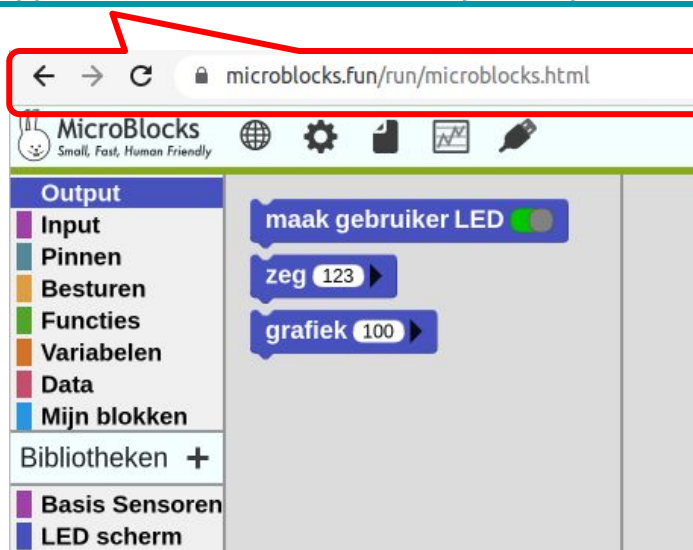 microblocks.fun/run/microblocks.html
MicroBlocks
Small, Fast, Human Friendly
Output
Input
Pinnen
Besturen
Functies
Variabelen
Data
Mijn blokken
Bibliotheken +
Basis Sensoren
LED scherm
maak gebruiker LED
zeg 123
grafiek 100